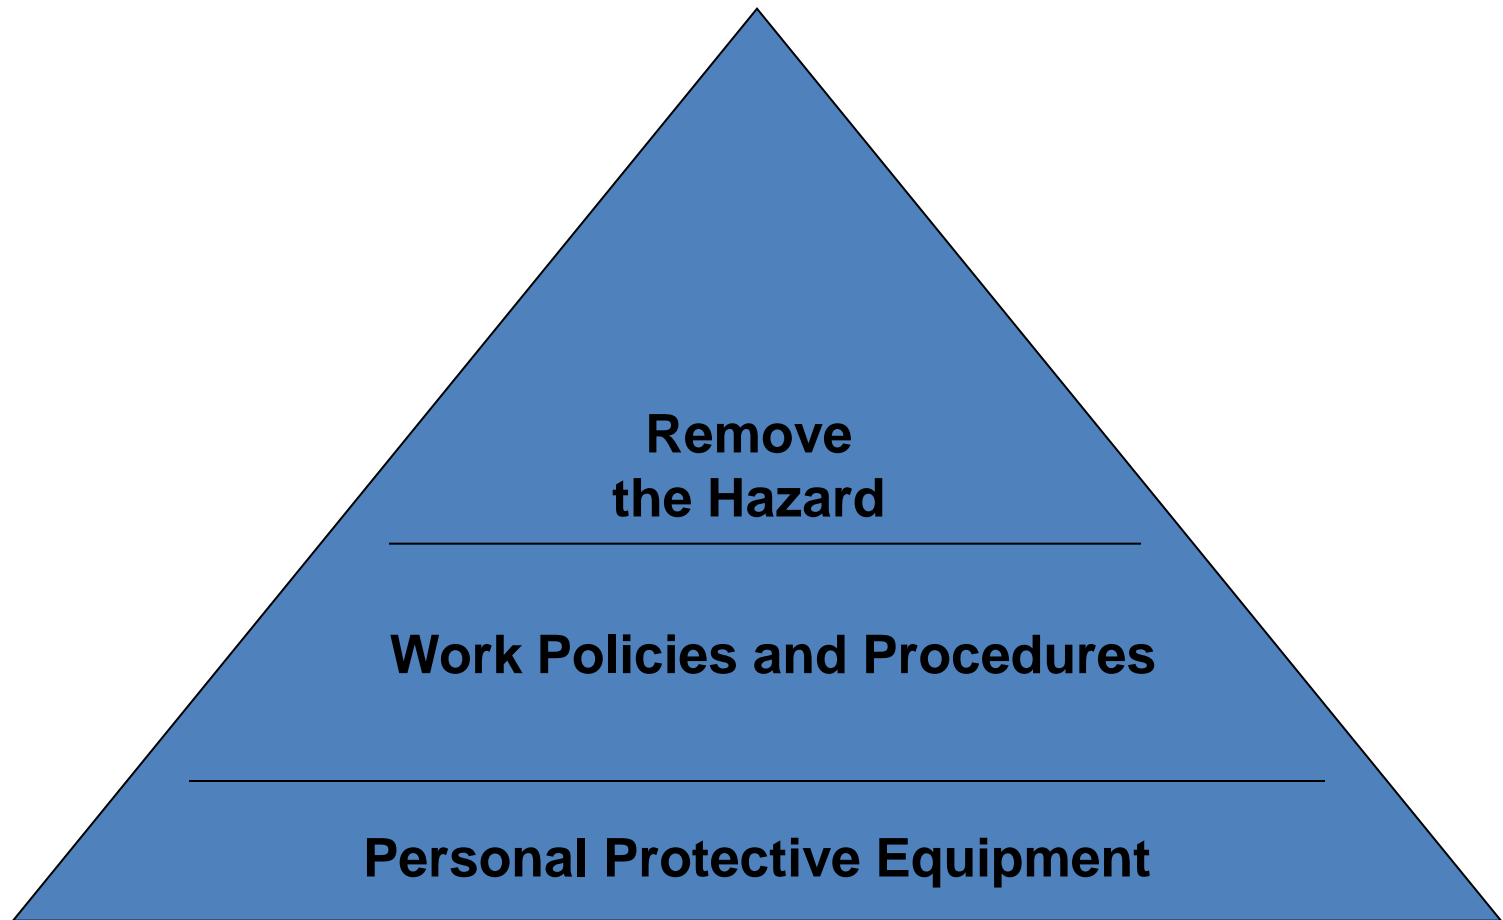 Remove
the Hazard
Work Policies and Procedures
Personal Protective Equipment